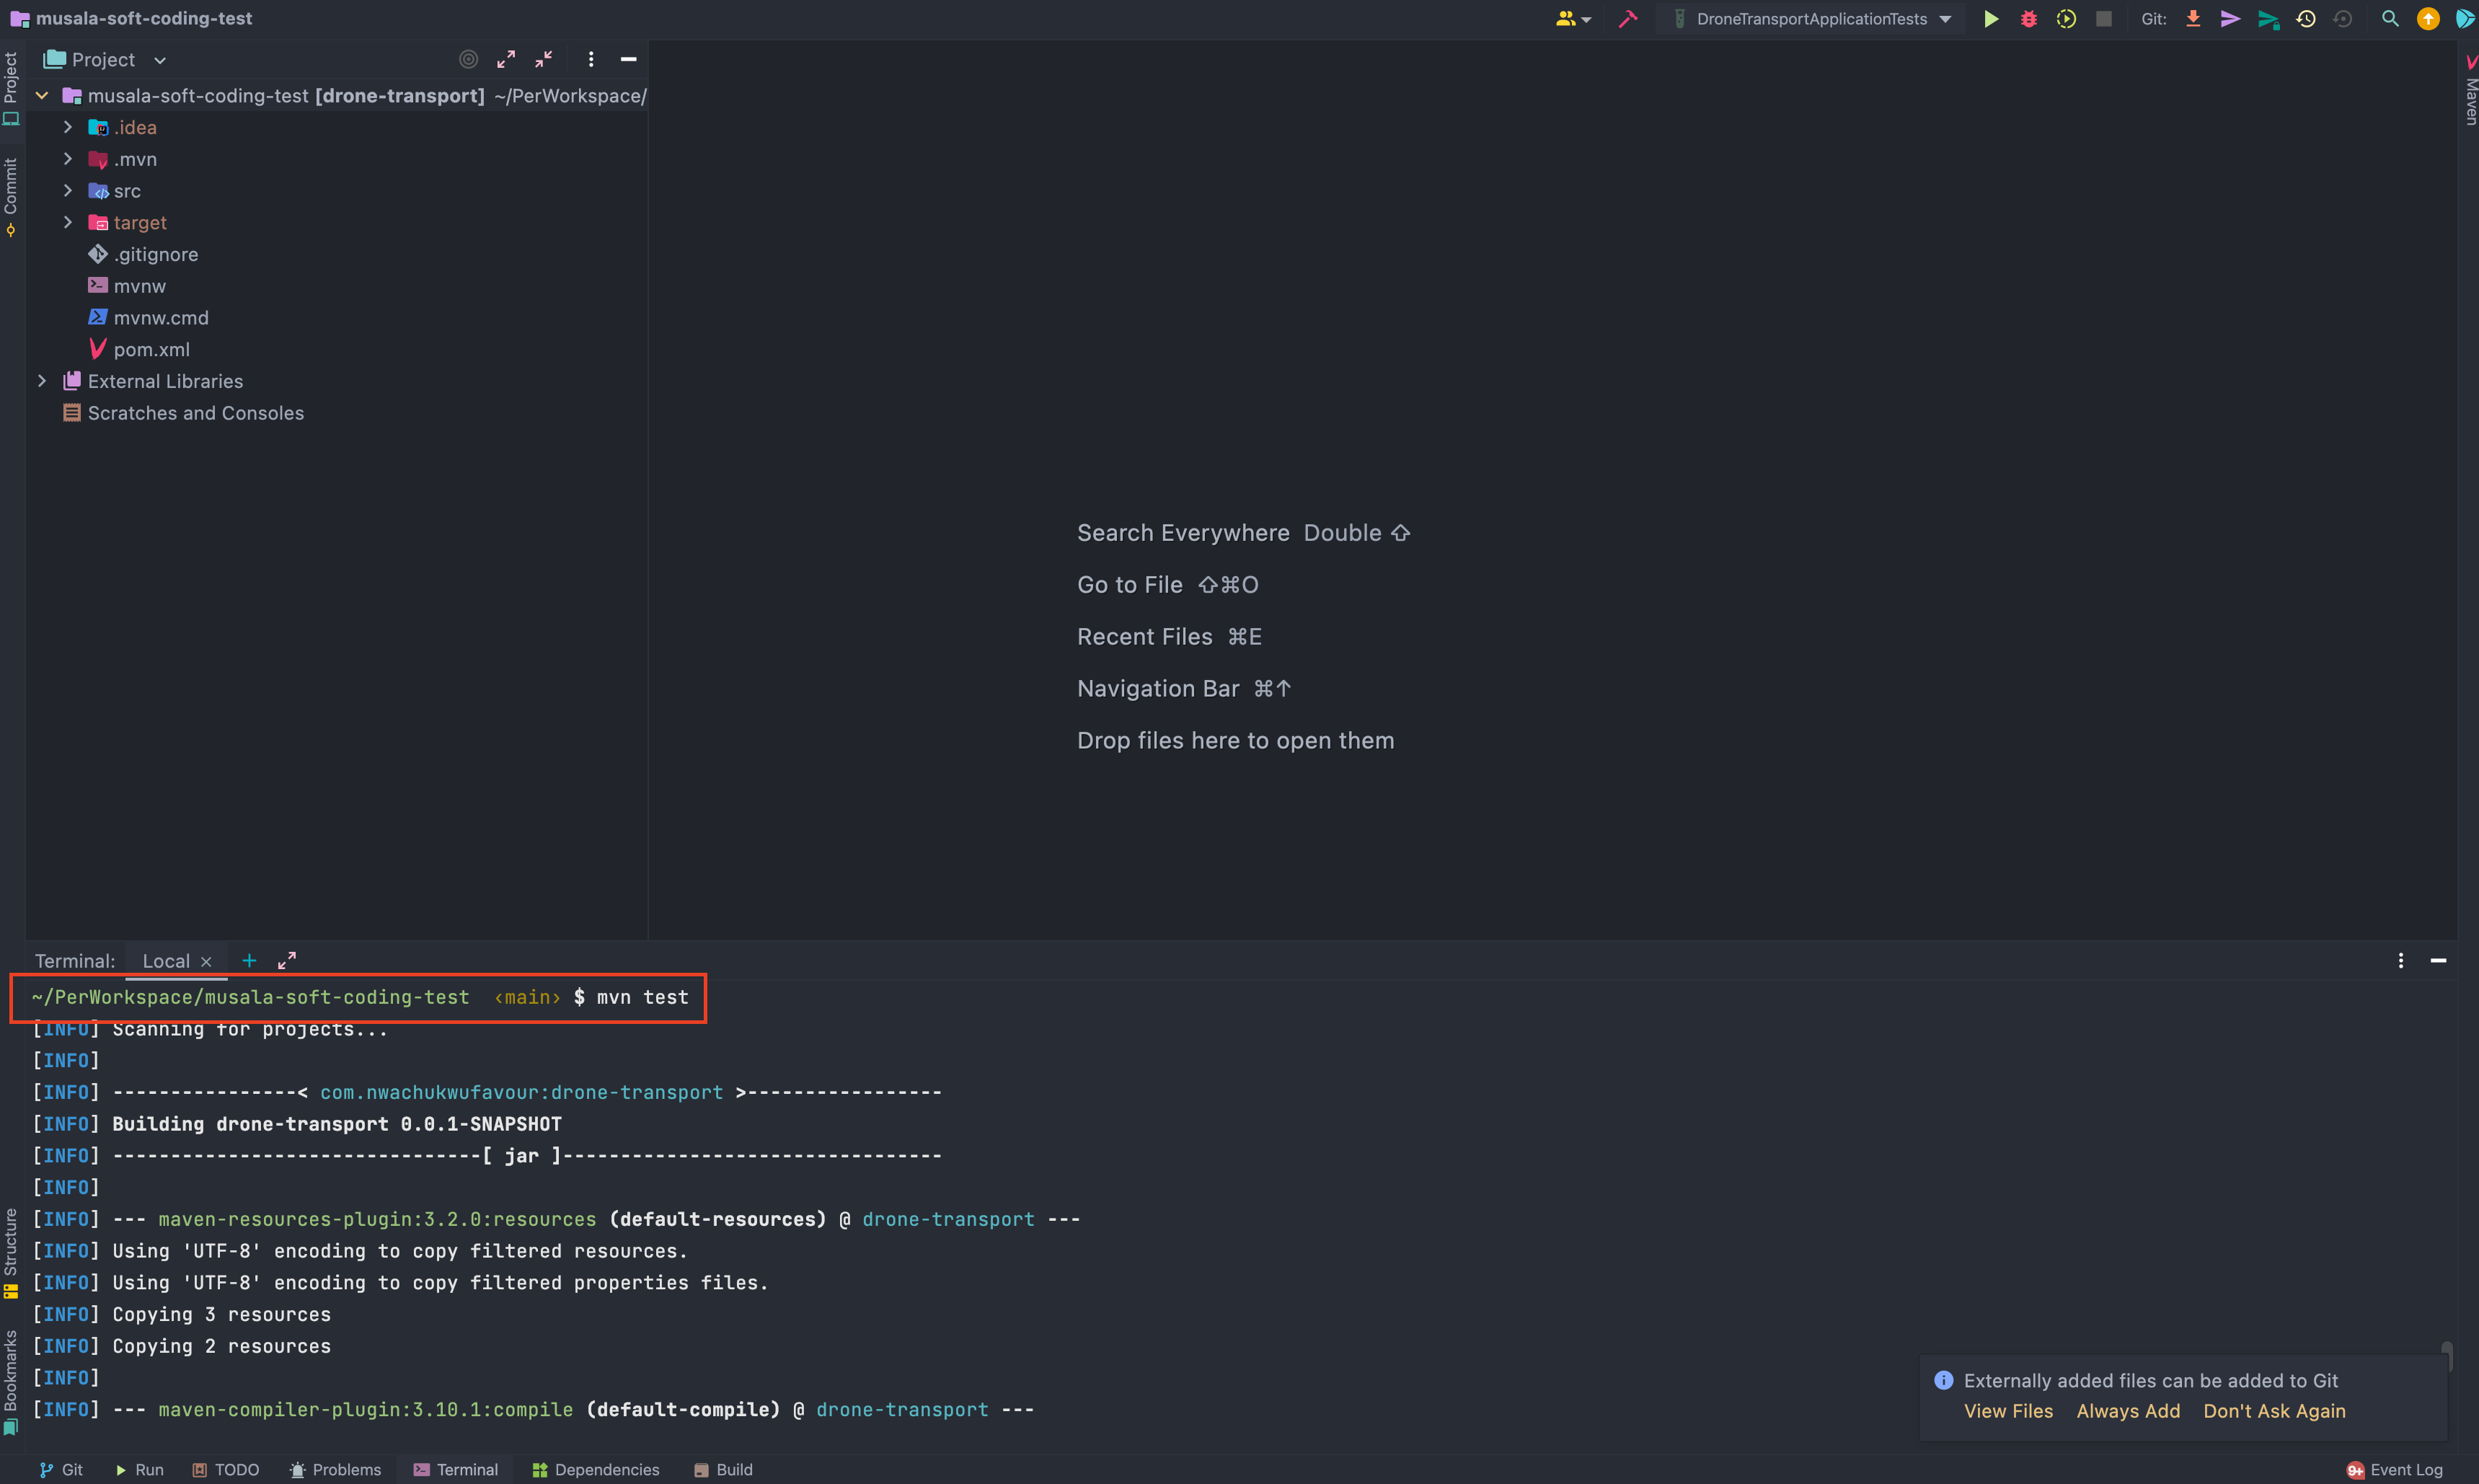 musala-soft-coding-test
DroneTransportApplicationTests
Git:
Project
Project
Commit
Structure
Bookmarks
Maven
musala-soft-coding-test [drone-transport] ~/PerWorkspace/
.idea
.mvn
src
target
.gitignore
mvnw
mvnw.cmd
pom.xml
External Libraries
Scratches and Consoles
Search Everywhere Double ⇧
Go to File ⇧⌘O
Recent Files ⌘E
Navigation Bar ⌘↑
Drop files here to open them
Terminal: Local × +
~/PerWorkspace/musala-soft-coding-test ‹main› $ mvn test
[INFO] Scanning for projects...
[INFO]
[INFO] ----------------< com.nwachukwufavour:drone-transport >-----------------
[INFO] Building drone-transport 0.0.1-SNAPSHOT
[INFO] --------------------------------[ jar ]---------------------------------
[INFO]
[INFO] --- maven-resources-plugin:3.2.0:resources (default-resources) @ drone-transport ---
[INFO] Using 'UTF-8' encoding to copy filtered resources.
[INFO] Using 'UTF-8' encoding to copy filtered properties files.
[INFO] Copying 3 resources
[INFO] Copying 2 resources
[INFO]
[INFO] --- maven-compiler-plugin:3.10.1:compile (default-compile) @ drone-transport ---
Externally added files can be added to Git
View Files Always Add Don't Ask Again
Git Run TODO Problems Terminal Dependencies Build 9+ Event Log